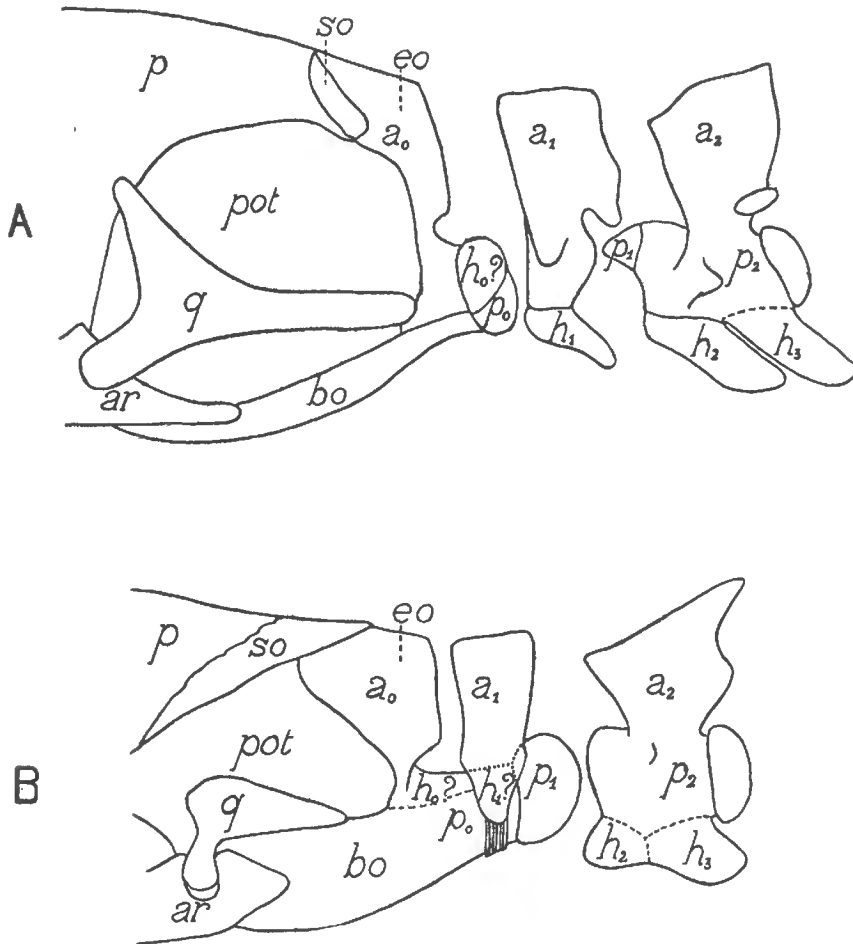 so
eo
p
a₀
a₁
a₂
A
pot
h₀?
p₁
p₂
q
p₀
h₁
h₂
h₃
ar
bo
eo
p
so
a₀
a₁
a₂
pot
B
h₀?
h₁?
p₁
p₂
q
p₀
bo
h₂
h₃
ar